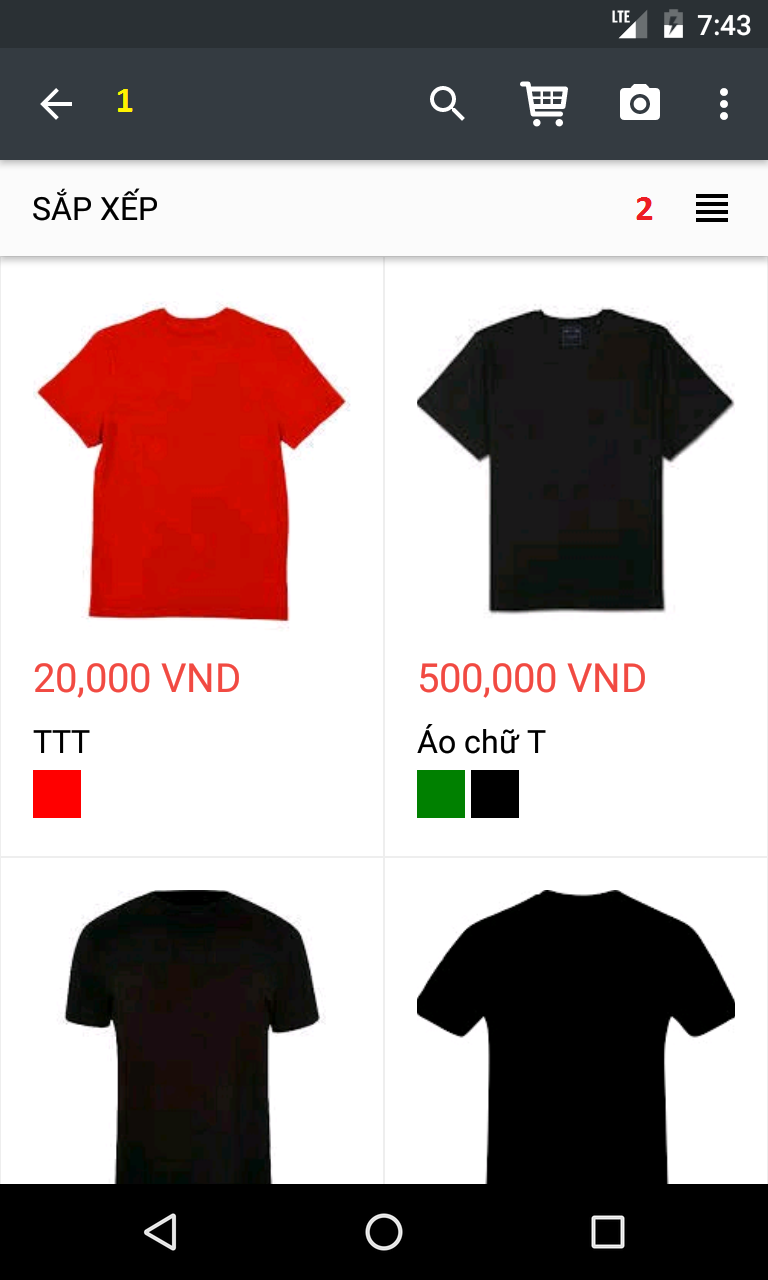 LTE 7:43
1
SẮP XẾP 2
20,000 VND 500,000 VND
TTT Áo chữ T